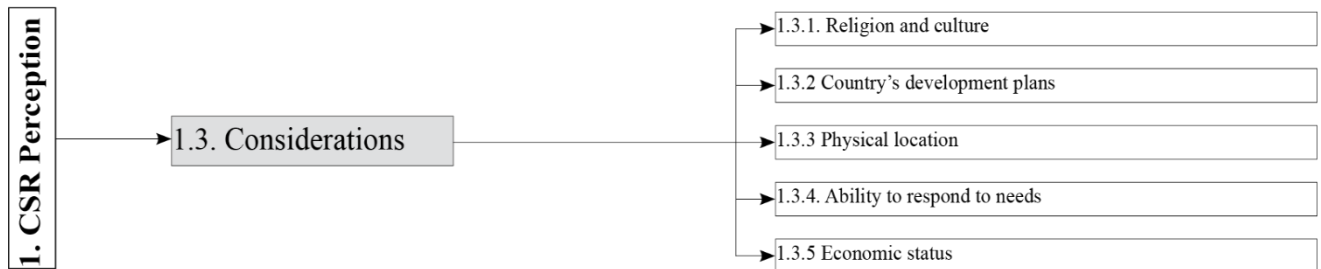 1. CSR Perception
1.3. Considerations
1.3.1. Religion and culture
1.3.2 Country’s development plans
1.3.3 Physical location
1.3.4. Ability to respond to needs
1.3.5 Economic status